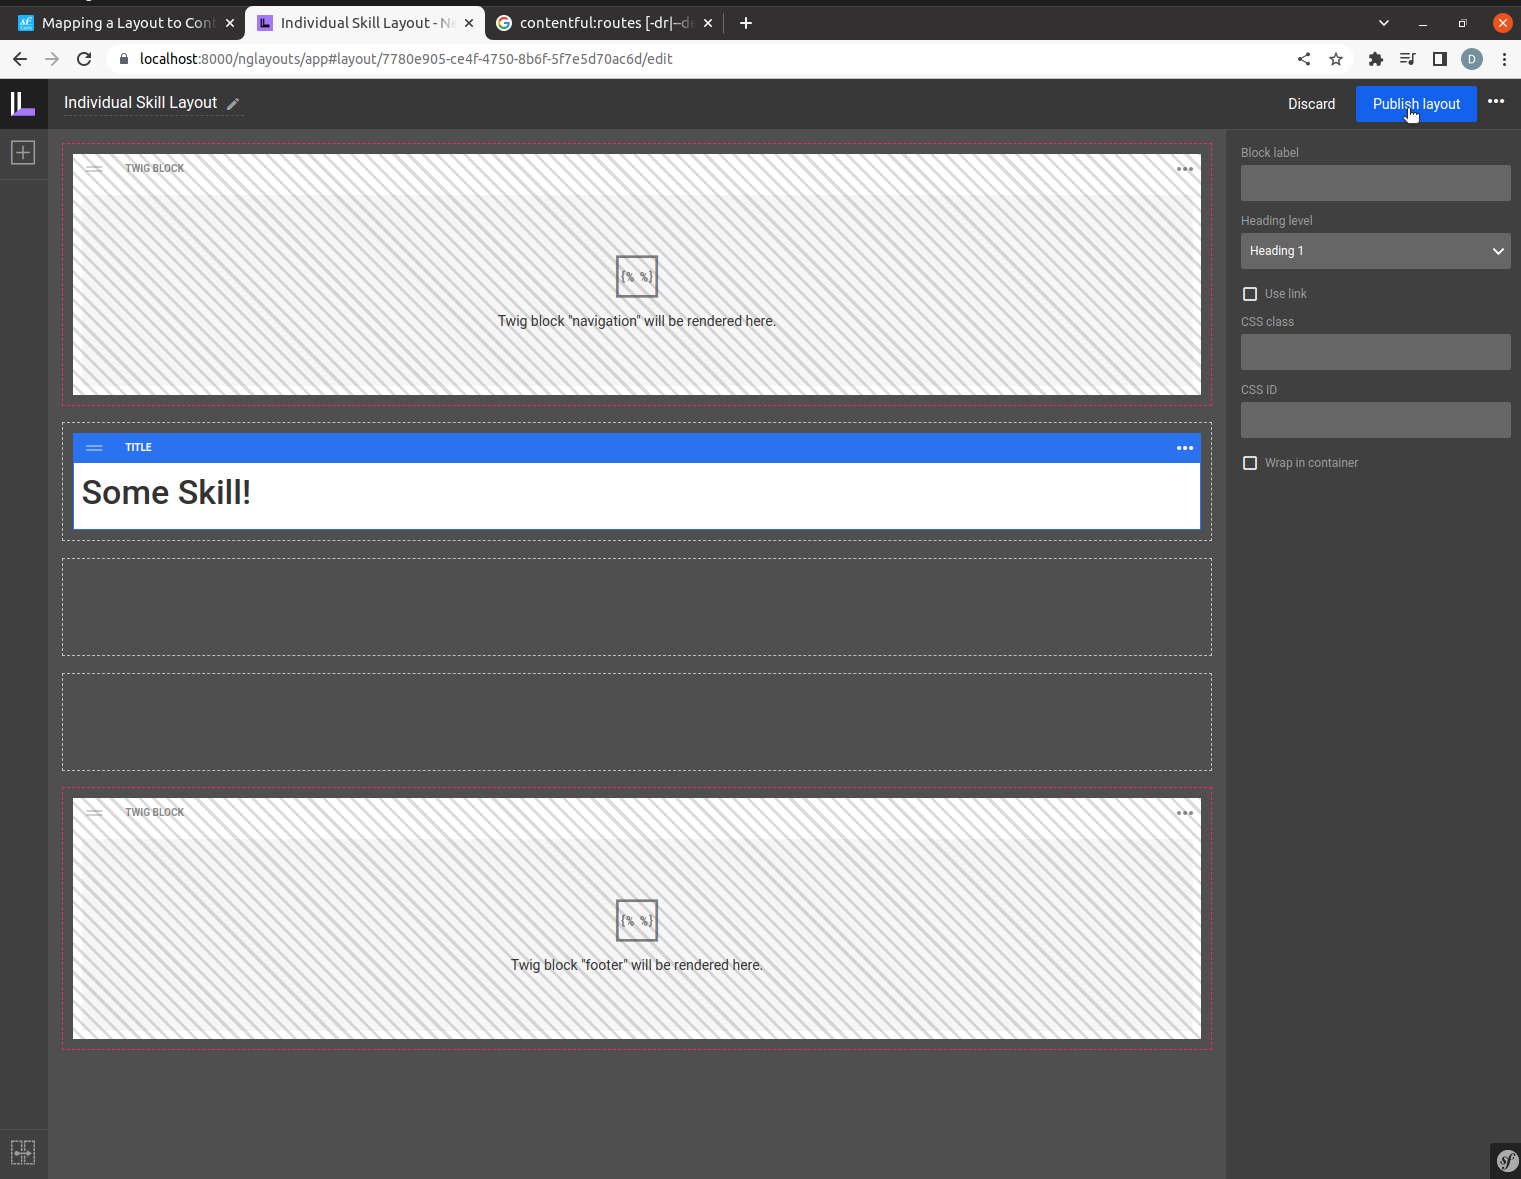 Mapping a Layout to Cont
Individual Skill Layout - Ne
contentful:routes [-dr|--de
localhost:8000/nglayouts/app#layout/7780e905-ce4f-4750-8b6f-5f7e5d70ac6d/edit
D
Individual Skill Layout
Discard
Publish layout
TWIG BLOCK
{% %}
Twig block "navigation" will be rendered here.
TITLE
Some Skill!
TWIG BLOCK
{% %}
Twig block "footer" will be rendered here.
Block label
Heading level
Heading 1
Use link
CSS class
CSS ID
Wrap in container
sf